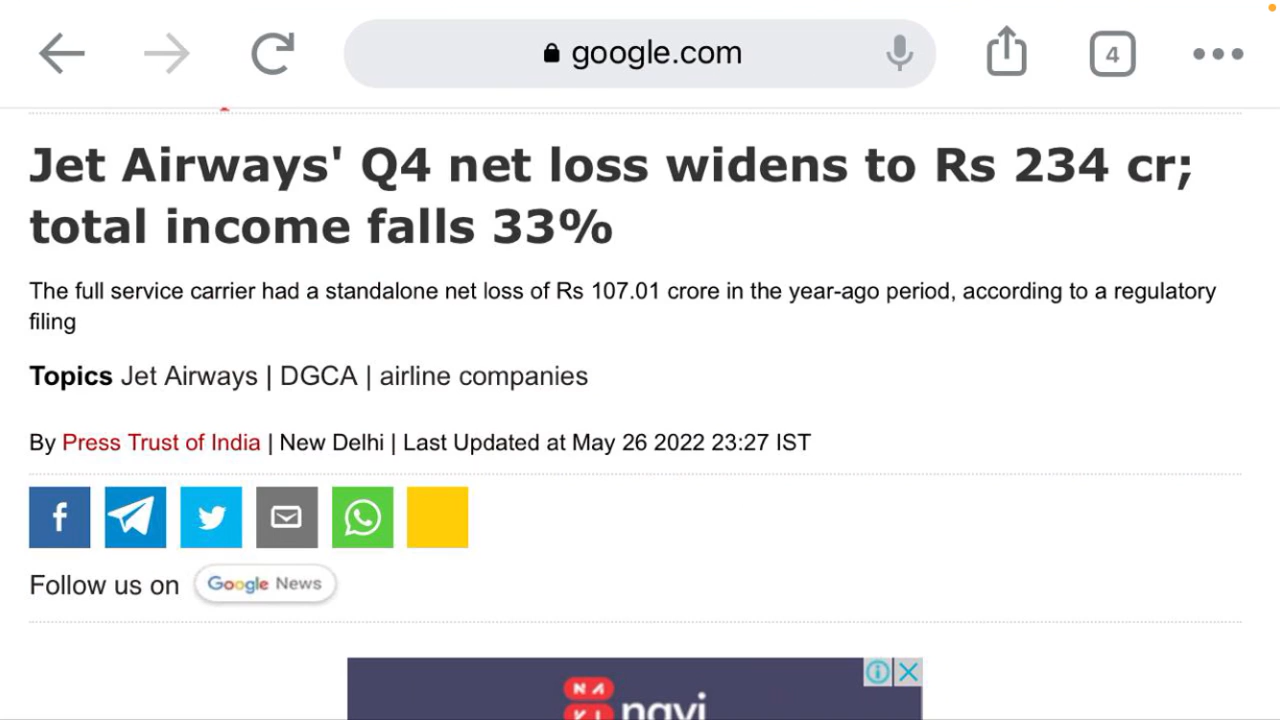 google.com
4
Jet Airways' Q4 net loss widens to Rs 234 cr;
total income falls 33%
The full service carrier had a standalone net loss of Rs 107.01 crore in the year-ago period, according to a regulatory
filing
Topics Jet Airways | DGCA | airline companies
By Press Trust of India | New Delhi | Last Updated at May 26 2022 23:27 IST
Follow us on Google News
NA
VI navi